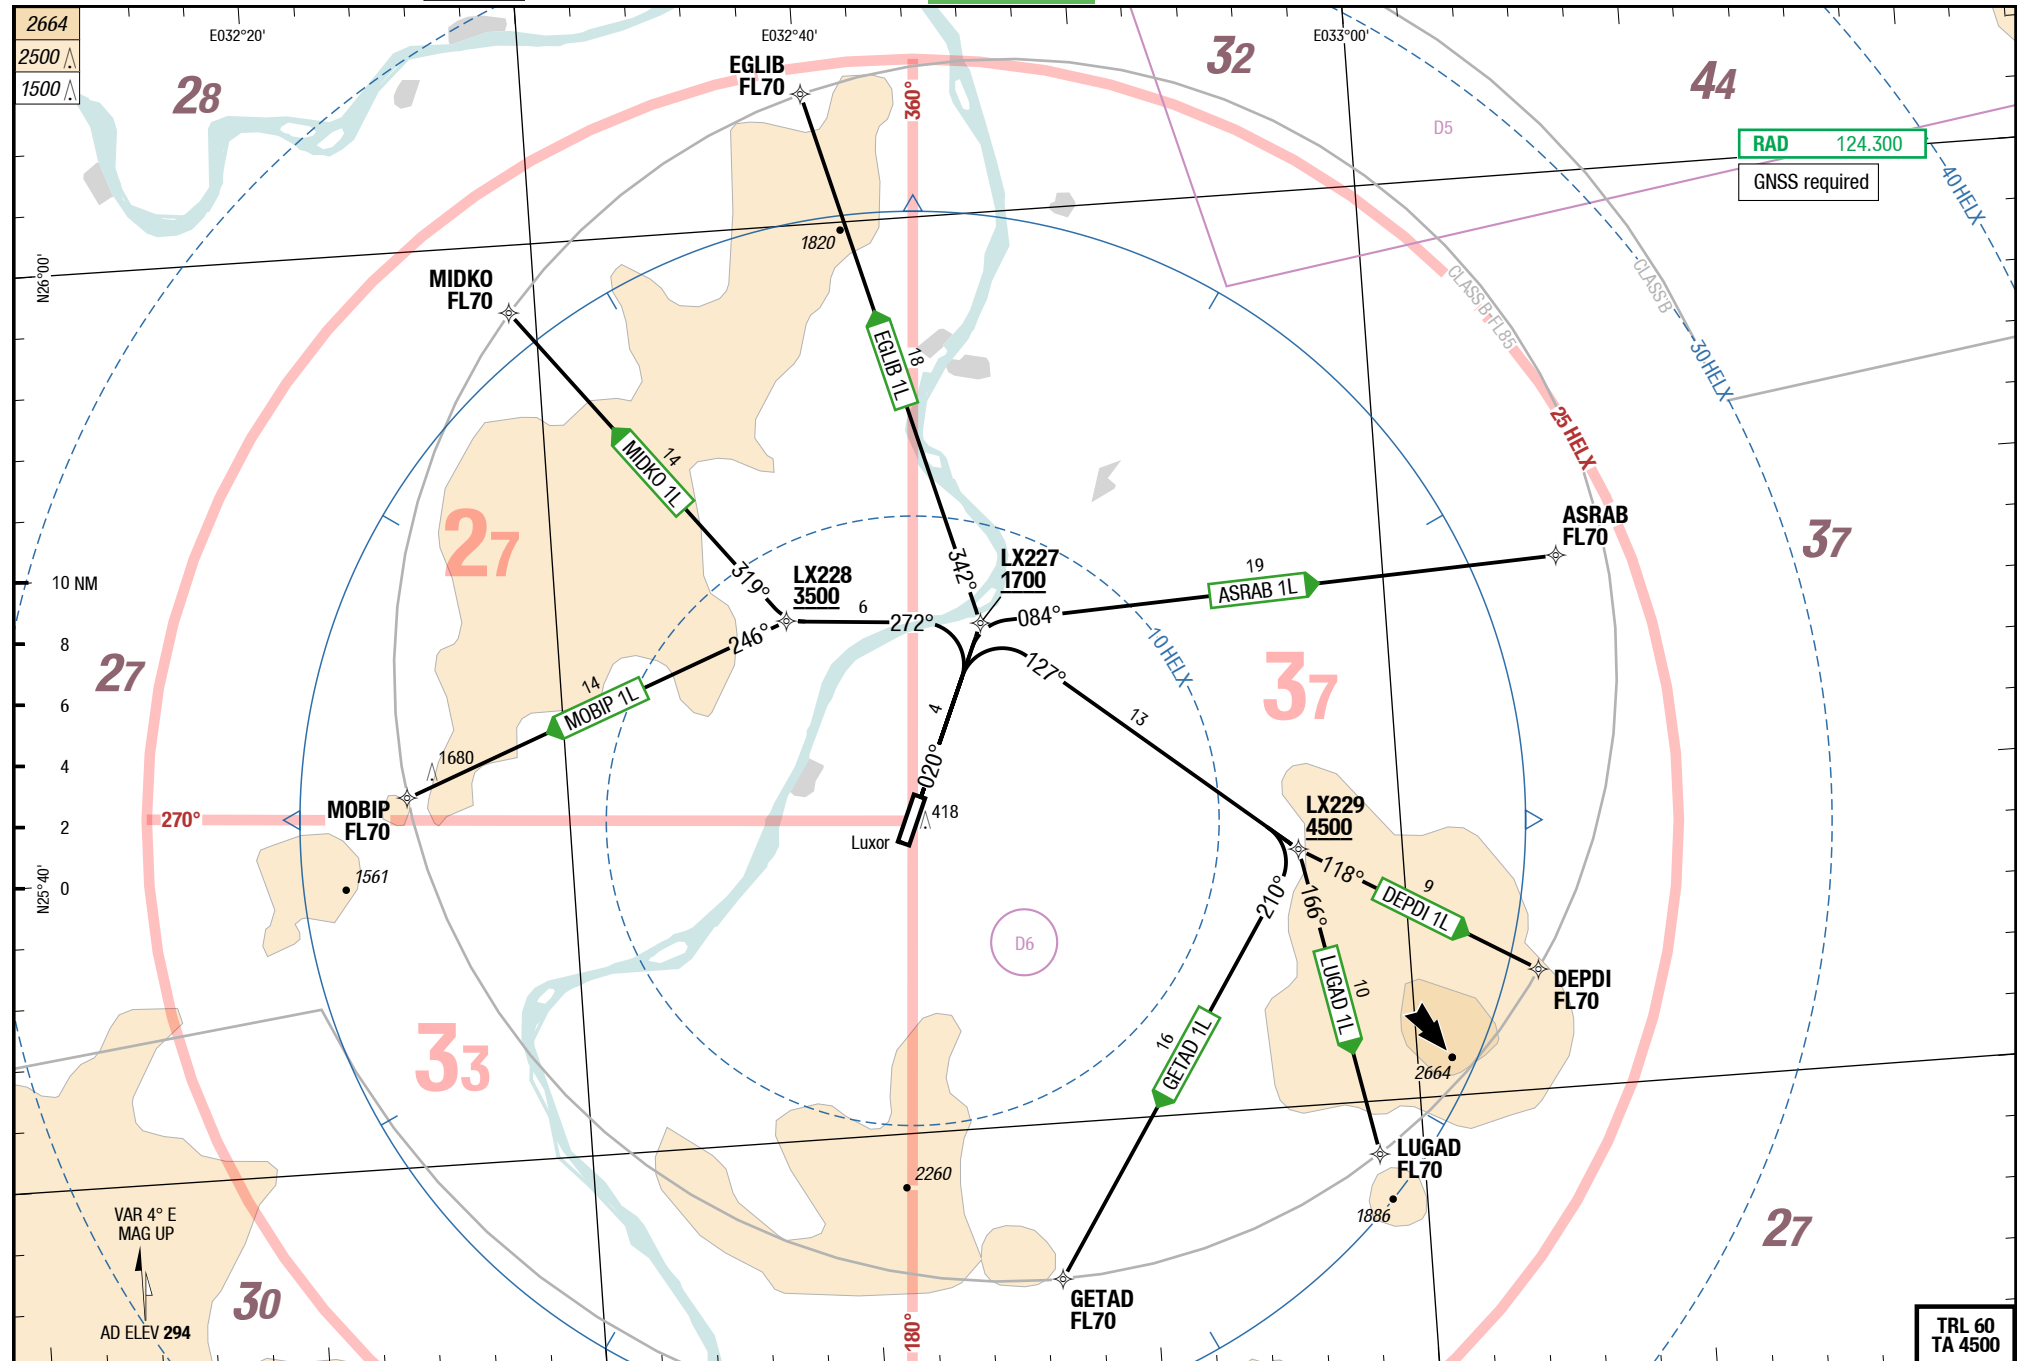 2664
2500
1500
E032°20'
E032°40'
E033°00'
28
32
44
D5
RAD 124.300
GNSS required
EGLIB
FL70
360°
40 HELX
1820
N26°00'
MIDKO
FL70
CLASS B FL85
CLASS B
30 HELX
EGLIB 1L
18
25 HELX
MIDKO 1L
14
27
ASRAB
FL70
37
342°
319°
LX227
1700
LX228
3500
10 NM
8
6
4
2
0
6
272°
084°
19
ASRAB 1L
246°
127°
10 HELX
27
37
14
MOBIP 1L
4
13
020°
1680
MOBIP
FL70
270°
418
Luxor
LX229
4500
118°
9
DEPDI 1L
166°
210°
1561
N25°40'
D6
LUGAD 1L
10
DEPDI
FL70
33
16
GETAD 1L
2664
LUGAD
FL70
2260
1886
27
VAR 4° E
MAG UP
30
AD ELEV 294
GETAD
FL70
180°
TRL 60
TA 4500